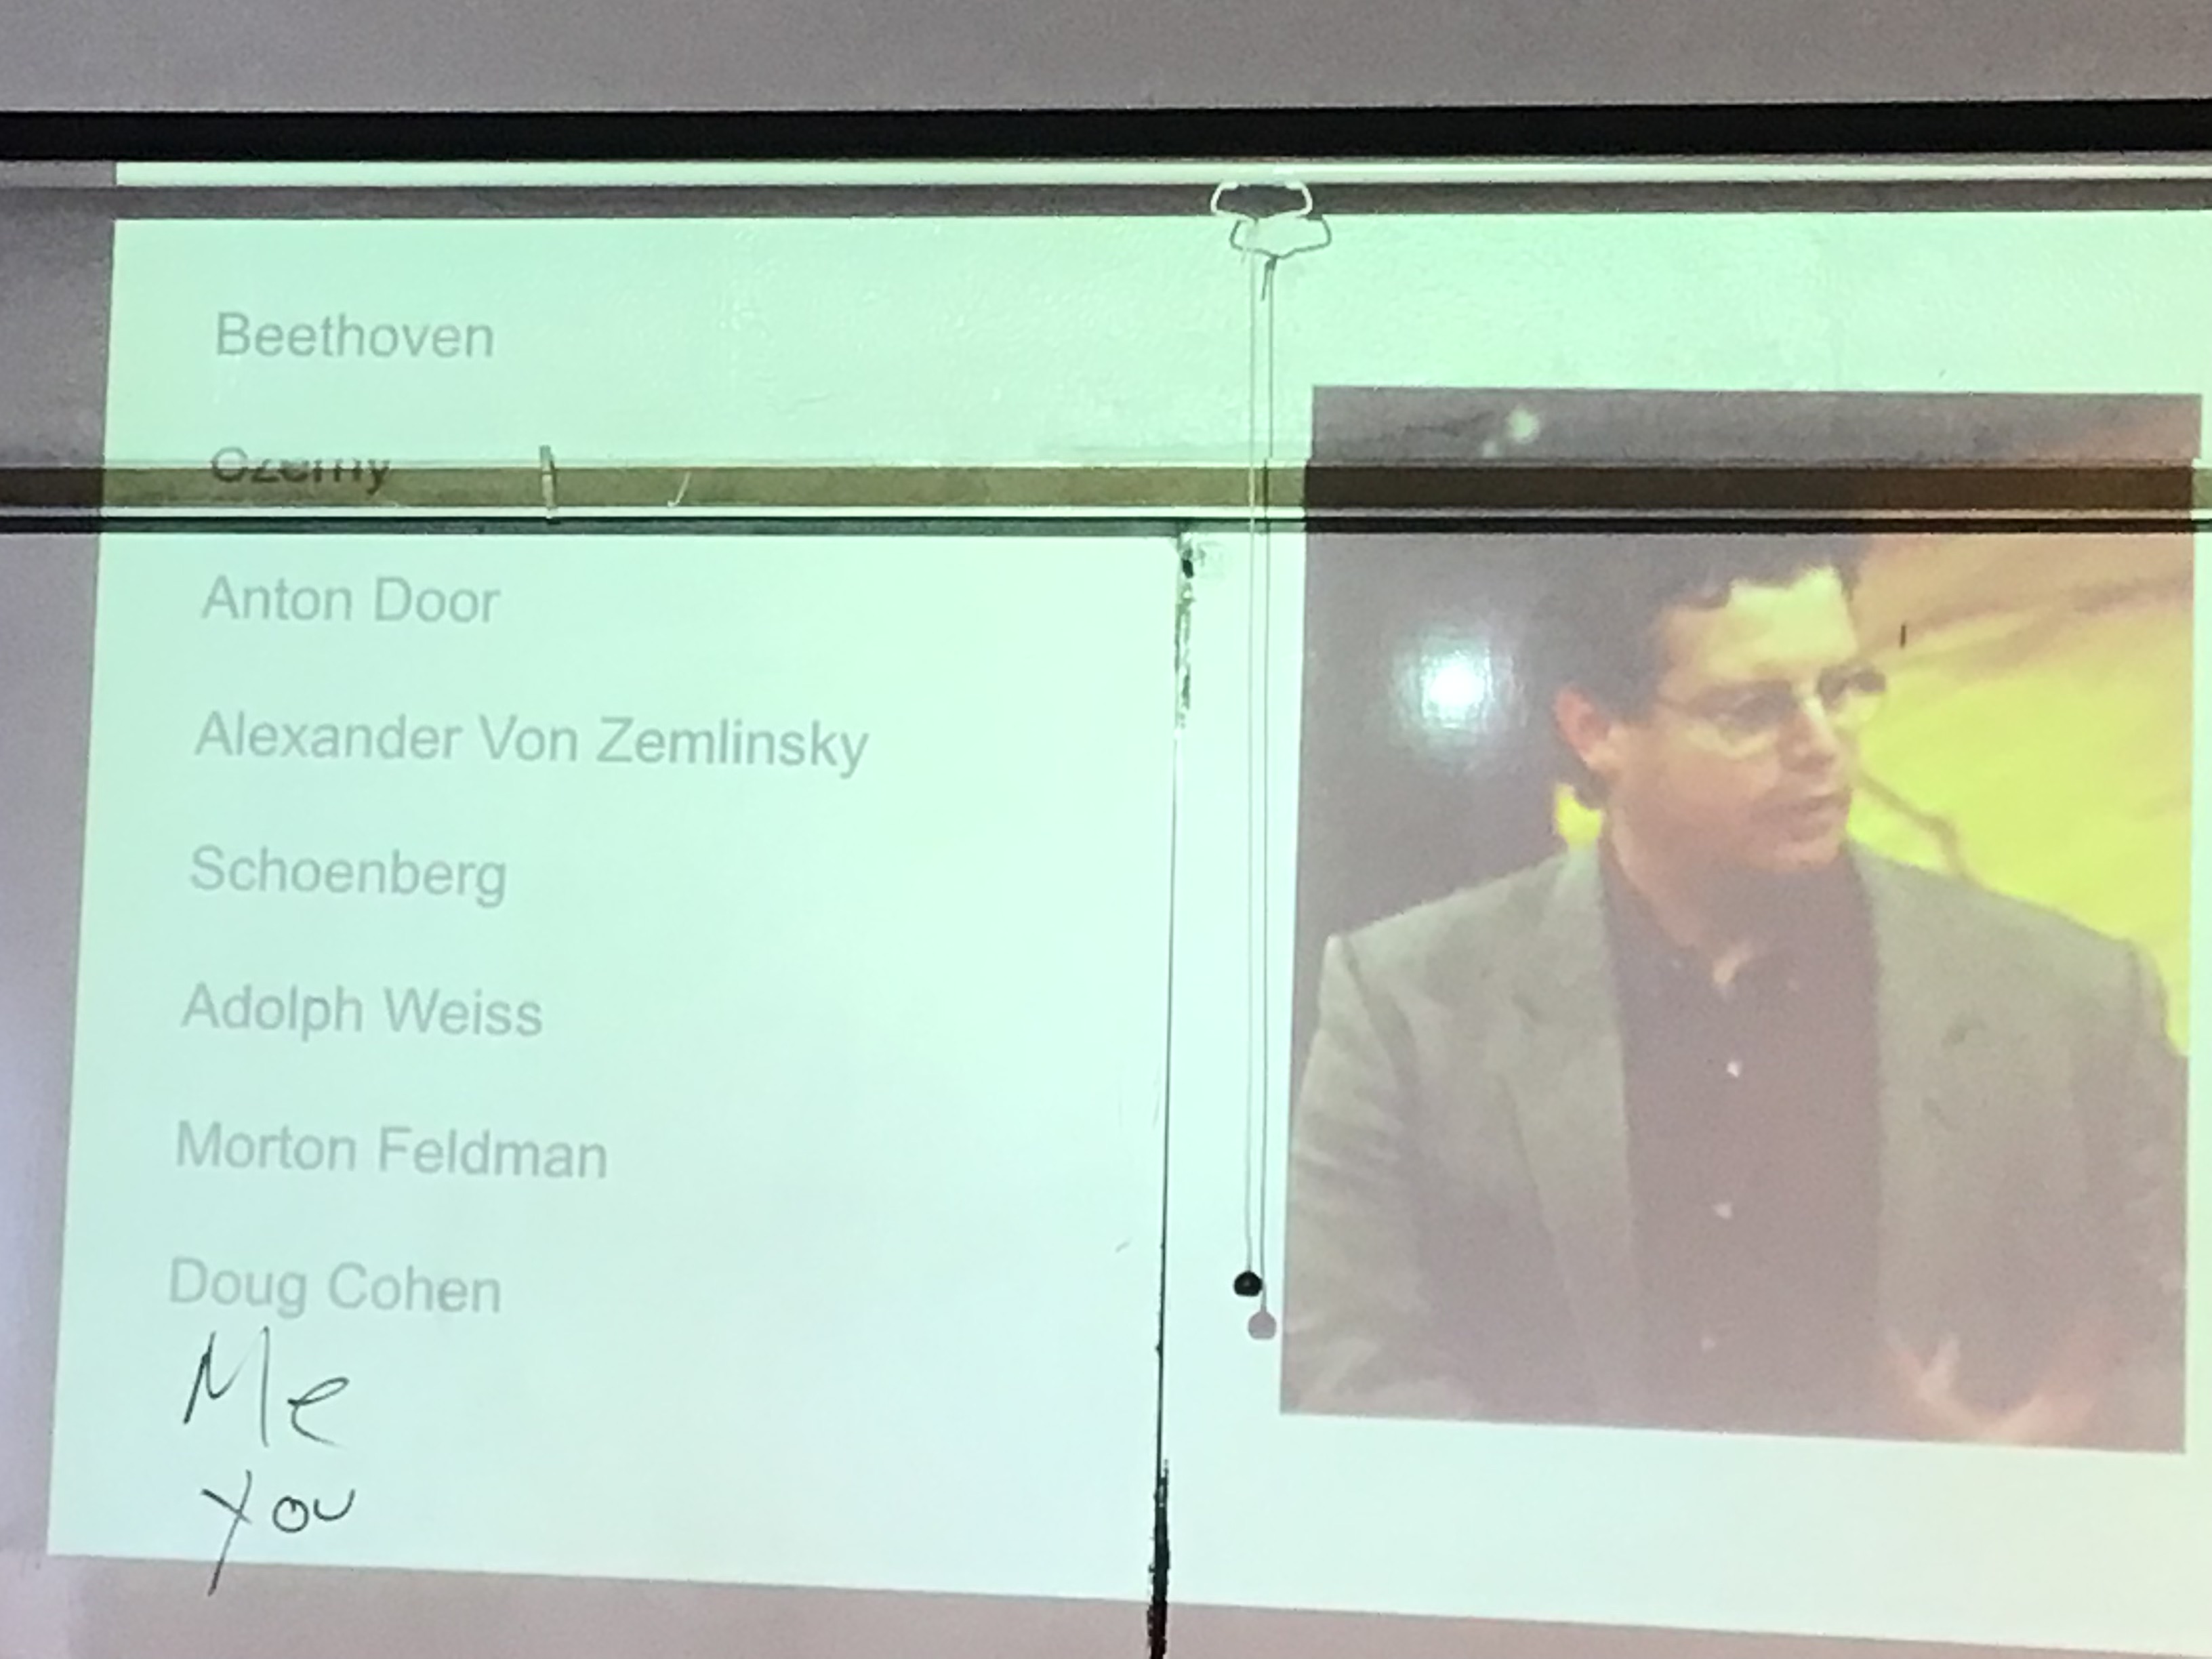 Beethoven
Czerny
Anton Door
Alexander Von Zemlinsky
Schoenberg
Adolph Weiss
Morton Feldman
Doug Cohen
Me
You